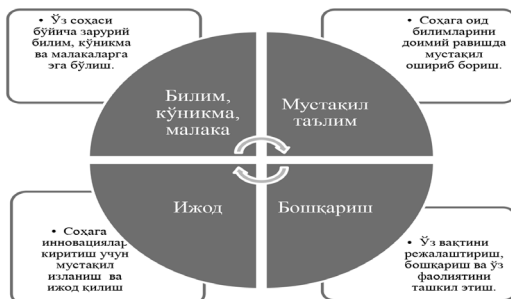 • Ўз соҳаси
бўйича зарурий
билим, кўникма
ва малакаларга
эга бўлиш.
• Соҳага оид
билимларини
доимий равишда
мустақил
ошириб бориш.
Билим,
кўникма,
малака
Мустақил
таълим
Ижод
Бошқариш
• Соҳага
инновациялар
киритиш учун
мустақил
изланиш ва
ижод қилиш
• Ўз вақтини
режалаштириш,
бошқариш ва ўз
фаолиятини
ташкил этиш.